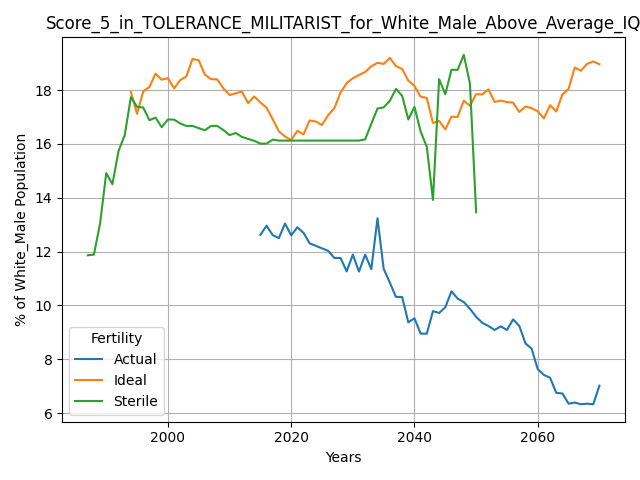 Score_5_in_TOLERANCE_MILITARIST_for_White_Male_Above_Average_IQ
% of White_Male Population
18
16
14
12
10
8
6
Fertility
Actual
Ideal
Sterile
2000
2020
2040
2060
Years